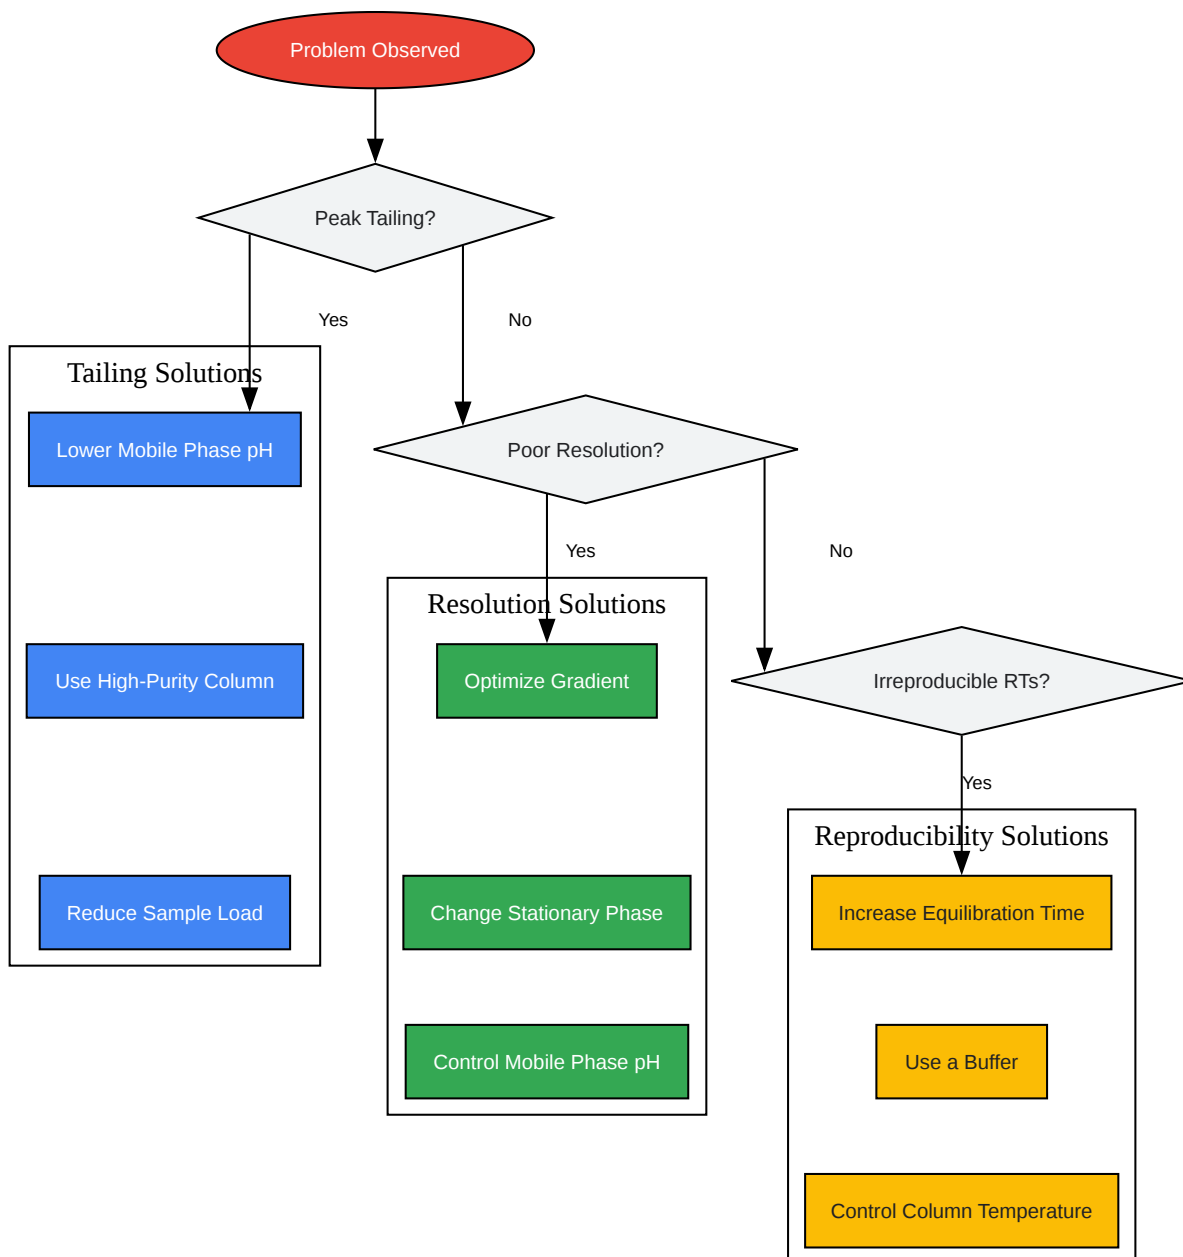 Problem Observed
Peak Tailing?
Yes
No
Tailing Solutions
Lower Mobile Phase pH
Use High-Purity Column
Reduce Sample Load
Poor Resolution?
Yes
No
Resolution Solutions
Optimize Gradient
Change Stationary Phase
Control Mobile Phase pH
Irreproducible RTs?
Yes
Reproducibility Solutions
Increase Equilibration Time
Use a Buffer
Control Column Temperature